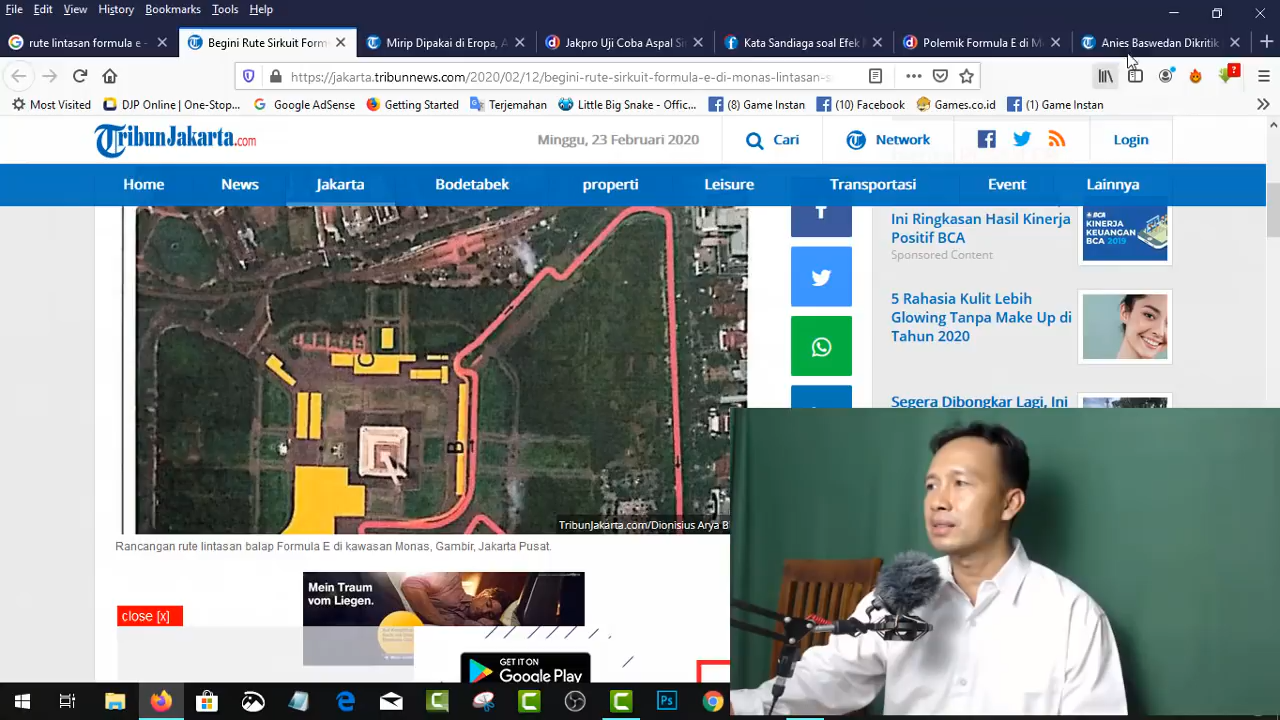 File Edit View History Bookmarks Tools Help
rute lintasan formula e -
Begini Rute Sirkuit Form
Mirip Dipakai di Eropa, A
Jakpro Uji Coba Aspal Si
Kata Sandiaga soal Efek
Polemik Formula E di M
Anies Baswedan Dikritik
https://jakarta.tribunnews.com/2020/02/12/begini-rute-sirkuit-formula-e-di-monas-lintasan-s
Most Visited DJP Online | One-Stop... Google AdSense Getting Started Terjemahan Little Big Snake - Offici... (8) Game Instan (10) Facebook Games.co.id (1) Game Instan
TribunJakarta.com
Minggu, 23 Februari 2020
Cari
Network
Login
Home News Jakarta Bodetabek properti Leisure Transportasi Event Lainnya
B
TribunJakarta.com/Dionisius Arya B
Rancangan rute lintasan balap Formula E di kawasan Monas, Gambir, Jakarta Pusat.
Ini Ringkasan Hasil Kinerja
Positif BCA
Sponsored Content
BCA
KINERJA
KEUANGAN
BCA 2019
5 Rahasia Kulit Lebih
Glowing Tanpa Make Up di
Tahun 2020
Segera Dibongkar Lagi, Ini
Mein Traum
vom Liegen.
close [x]
GET IT ON
Google Play